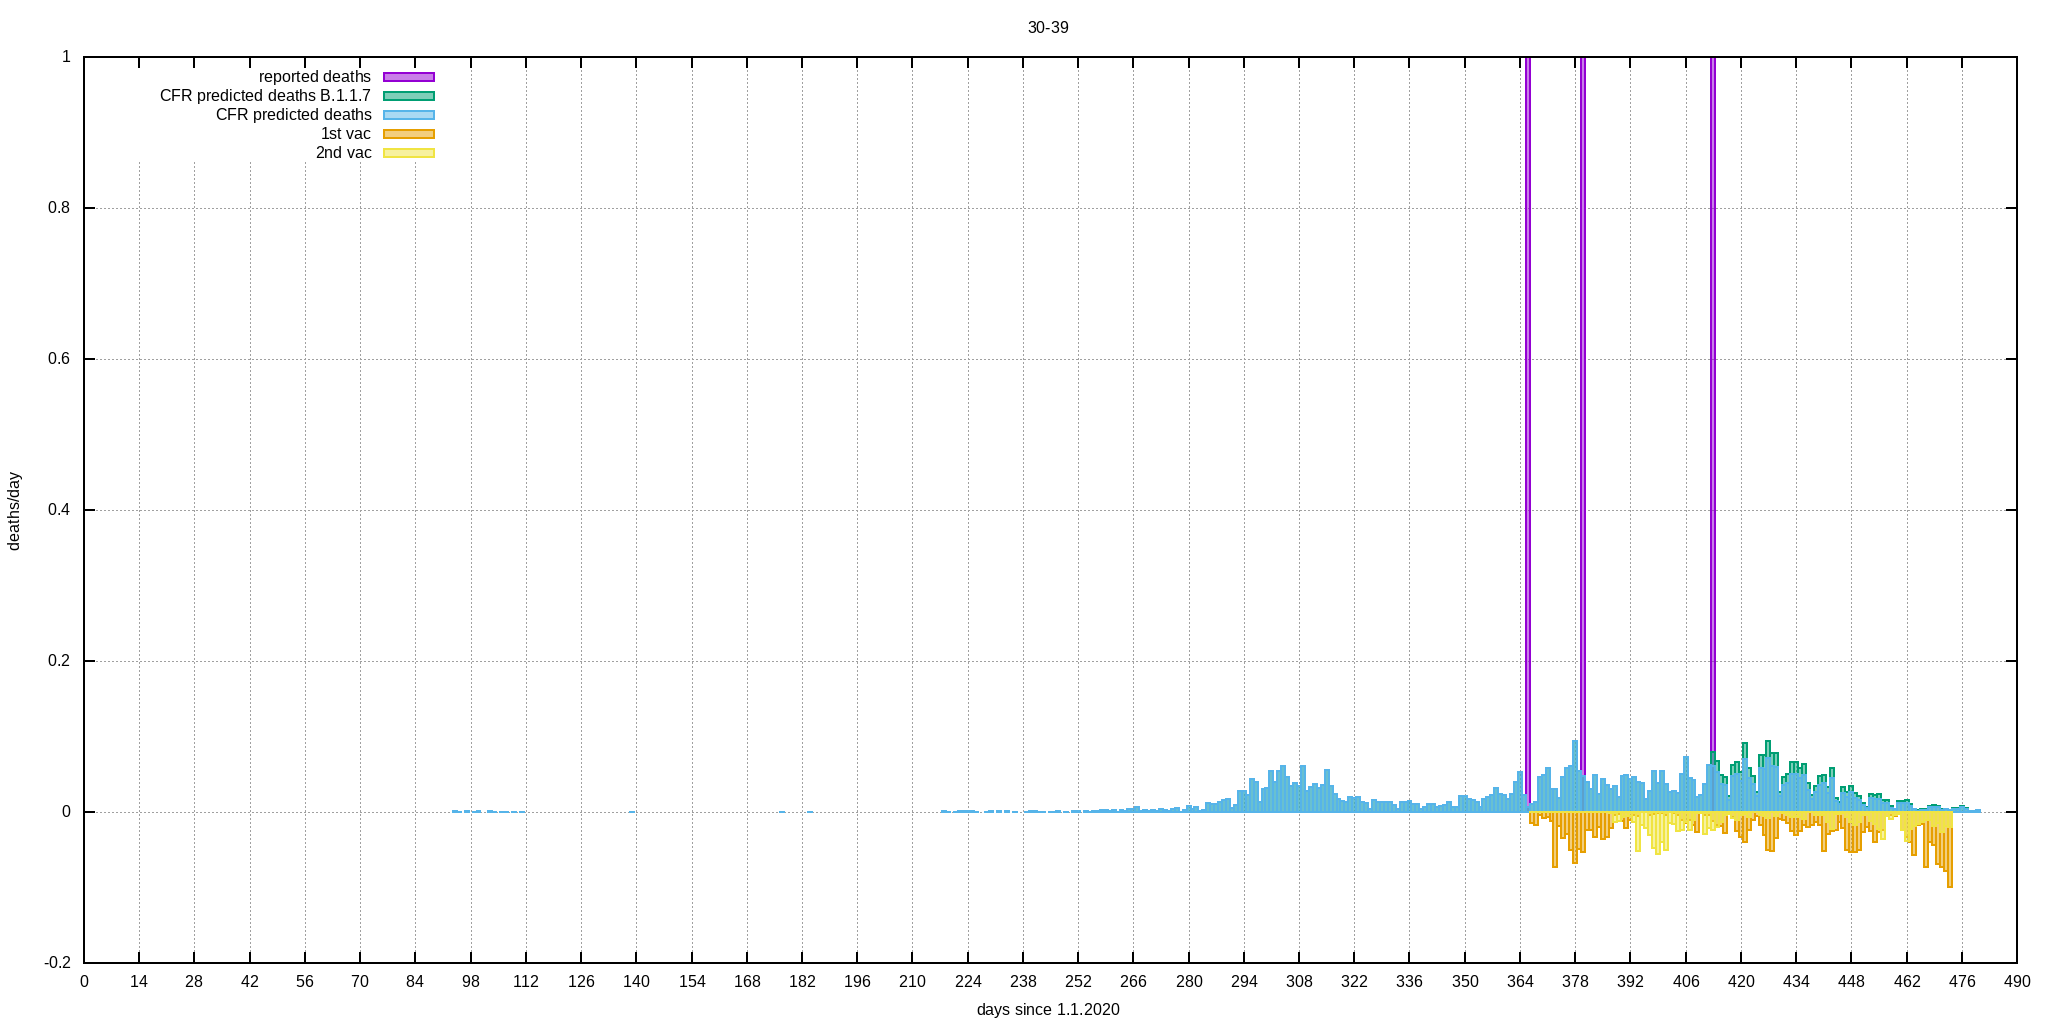 30-39
reported deaths
CFR predicted deaths B.1.1.7
CFR predicted deaths
1st vac
2nd vac
1
0.8
0.6
0.4
0.2
0
-0.2
deaths/day
0 14 28 42 56 70 84 98 112 126 140 154 168 182 196 210 224 238 252 266 280 294 308 322 336 350 364 378 392 406 420 434 448 462 476 490
days since 1.1.2020